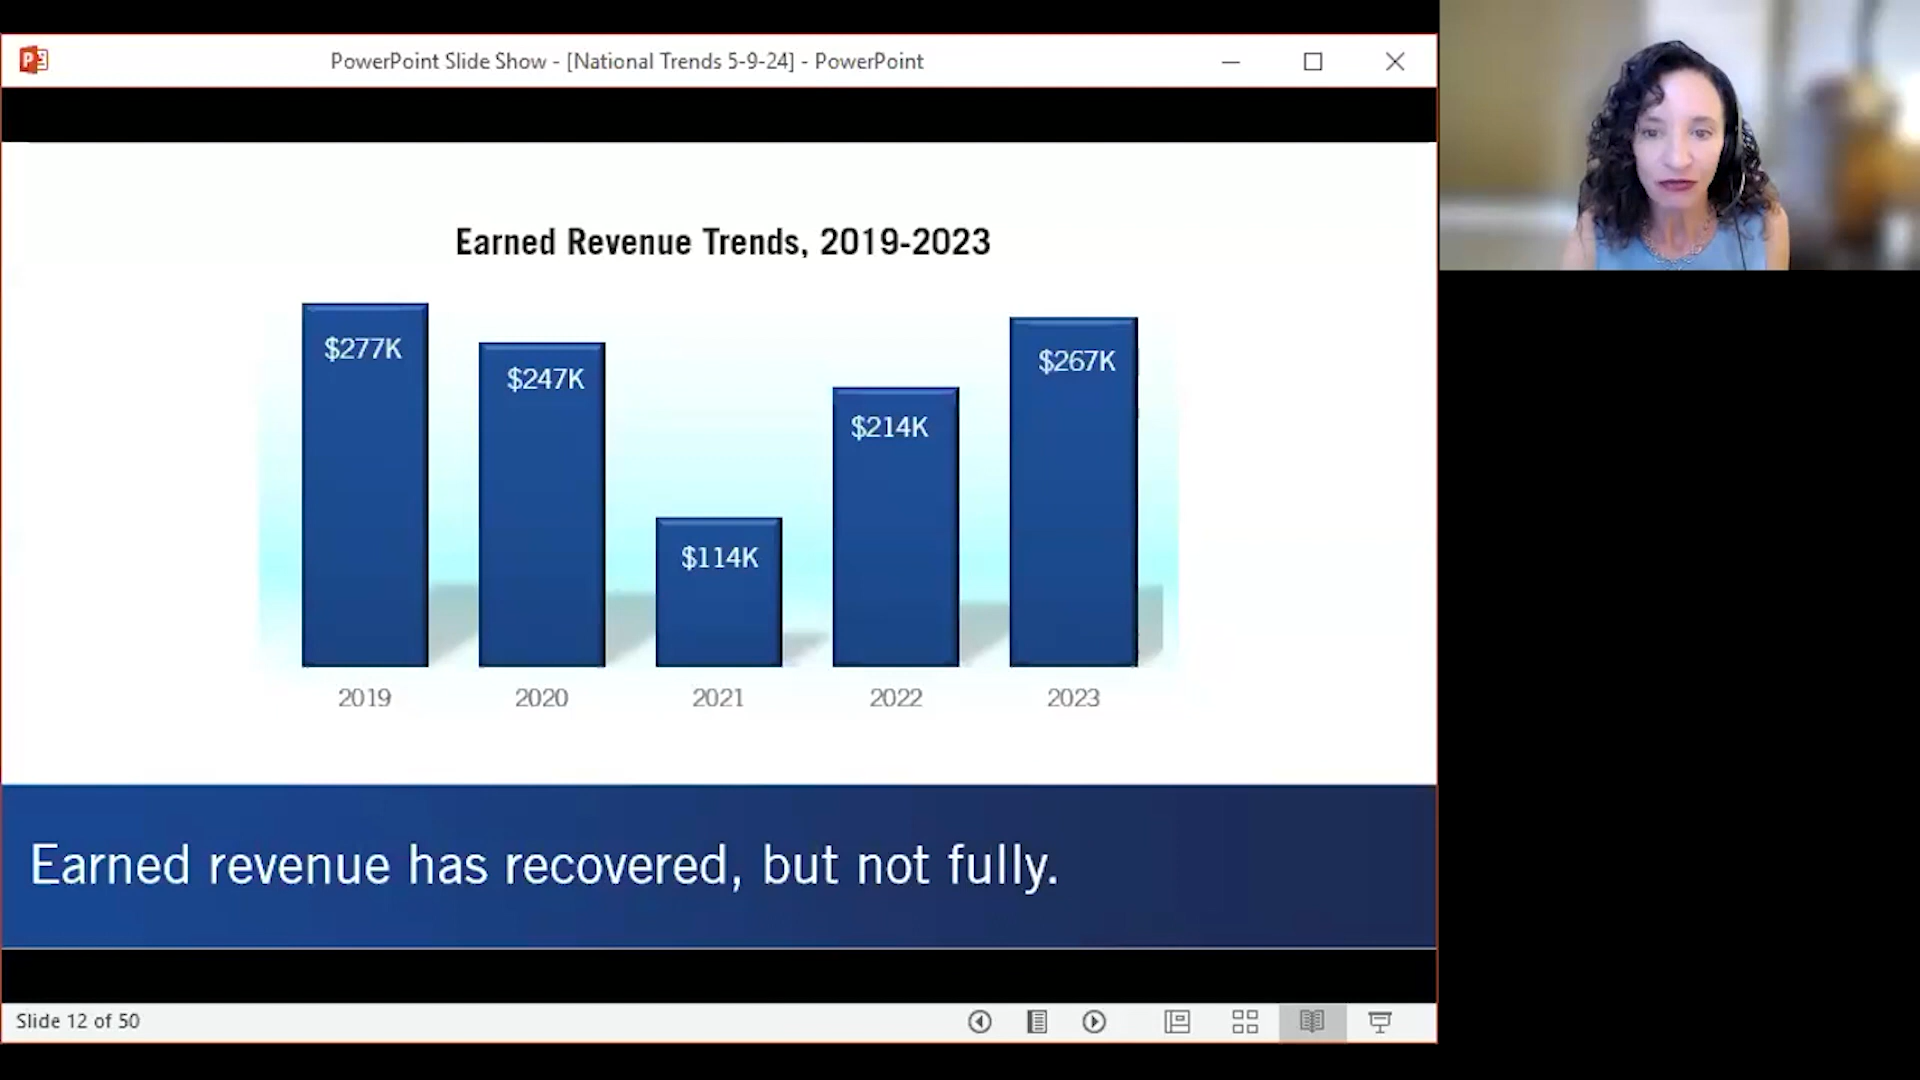 PowerPoint Slide Show - [National Trends 5-9-24] - PowerPoint
Earned Revenue Trends, 2019-2023
$277K
$247K
$114K
$214K
$267K
2019
2020
2021
2022
2023
Earned revenue has recovered, but not fully.
Slide 12 of 50